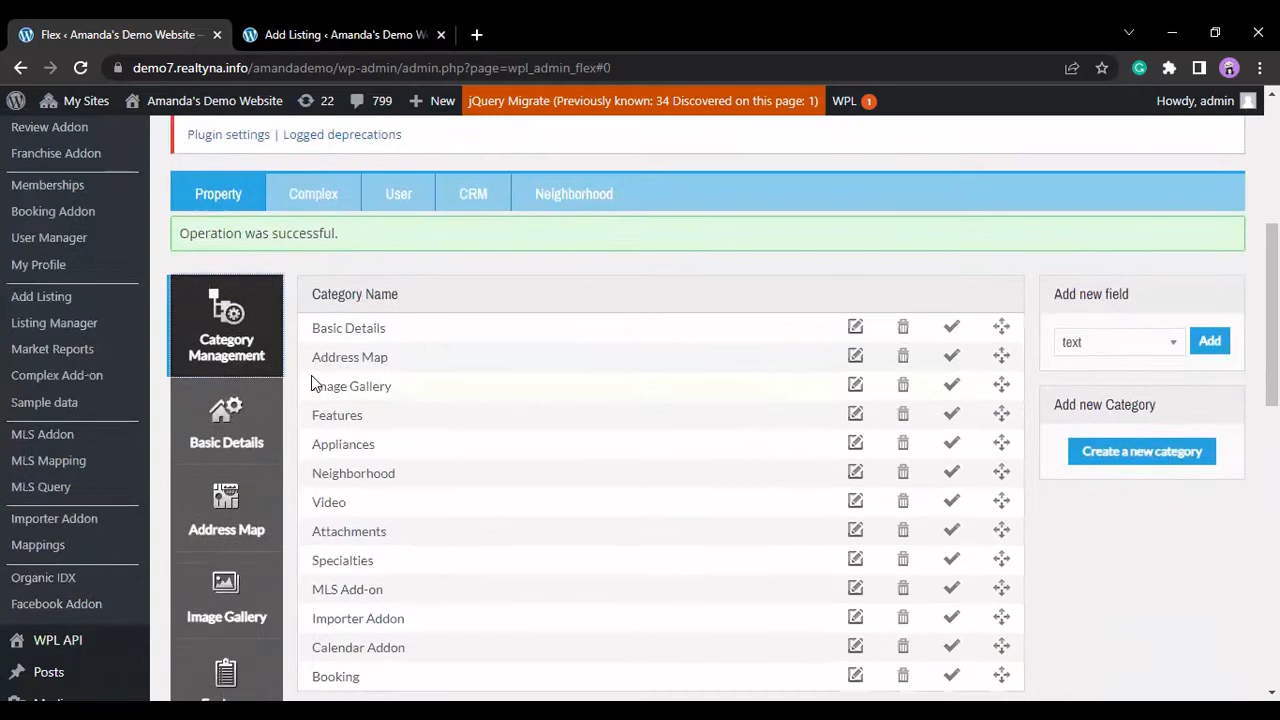 Flex ‹ Amanda's Demo Website –
Add Listing ‹ Amanda's Demo W
demo7.realtyna.info/amandademo/wp-admin/admin.php?page=wpl_admin_flex#0
My Sites
Amanda's Demo Website
22
799
New
jQuery Migrate (Previously known: 34 Discovered on this page: 1)
WPL 1
Howdy, admin
Review Addon
Franchise Addon
Memberships
Booking Addon
User Manager
My Profile
Add Listing
Listing Manager
Market Reports
Complex Add-on
Sample data
MLS Addon
MLS Mapping
MLS Query
Importer Addon
Mappings
Organic IDX
Facebook Addon
WPL API
Posts
Plugin settings | Logged deprecations
Property
Complex
User
CRM
Neighborhood
Operation was successful.
Category
Management
Basic Details
Address Map
Image Gallery
Category Name
Basic Details
Address Map
Image Gallery
Features
Appliances
Neighborhood
Video
Attachments
Specialties
MLS Add-on
Importer Addon
Calendar Addon
Booking
Add new field
text
Add
Add new Category
Create a new category